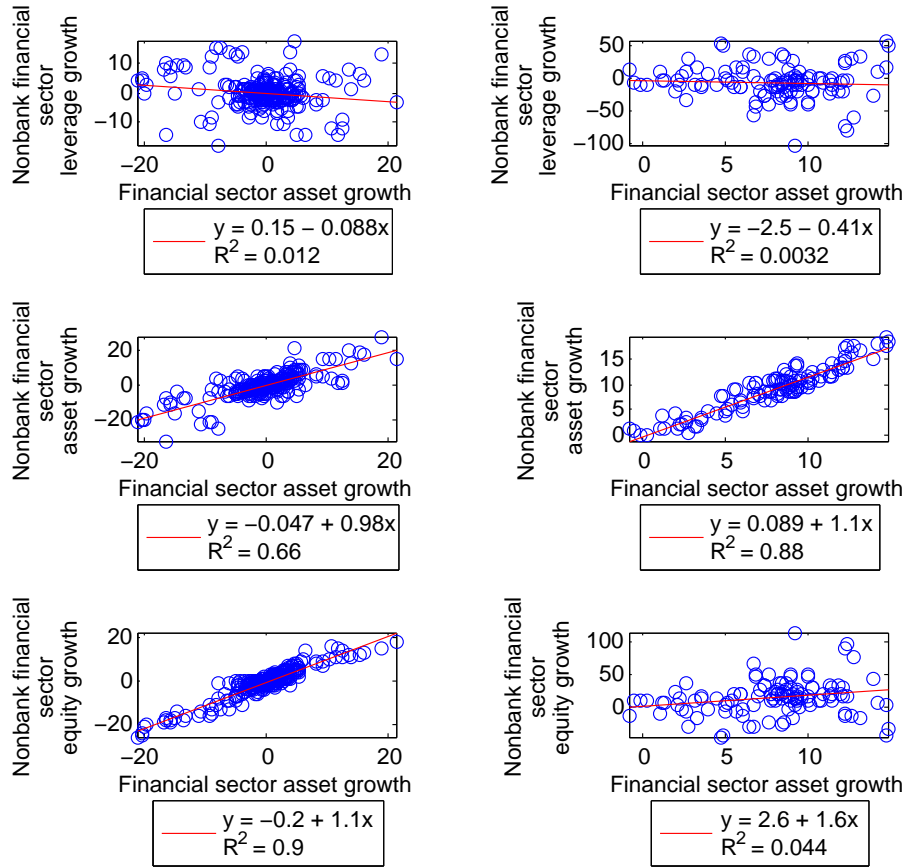 Nonbank financial
sector
leverage growth
10
0
−10
−20
0
20
Financial sector asset growth
y = 0.15 − 0.088x
R² = 0.012
Nonbank financial
sector
leverage growth
50
0
−50
−100
0
5
10
Financial sector asset growth
y = −2.5 − 0.41x
R² = 0.0032
Nonbank financial
sector
asset growth
20
0
−20
−20
0
20
Financial sector asset growth
y = −0.047 + 0.98x
R² = 0.66
Nonbank financial
sector
asset growth
15
10
5
0
0
5
10
Financial sector asset growth
y = 0.089 + 1.1x
R² = 0.88
Nonbank financial
sector
equity growth
20
0
−20
−20
0
20
Financial sector asset growth
y = −0.2 + 1.1x
R² = 0.9
Nonbank financial
sector
equity growth
100
50
0
0
5
10
Financial sector asset growth
y = 2.6 + 1.6x
R² = 0.044